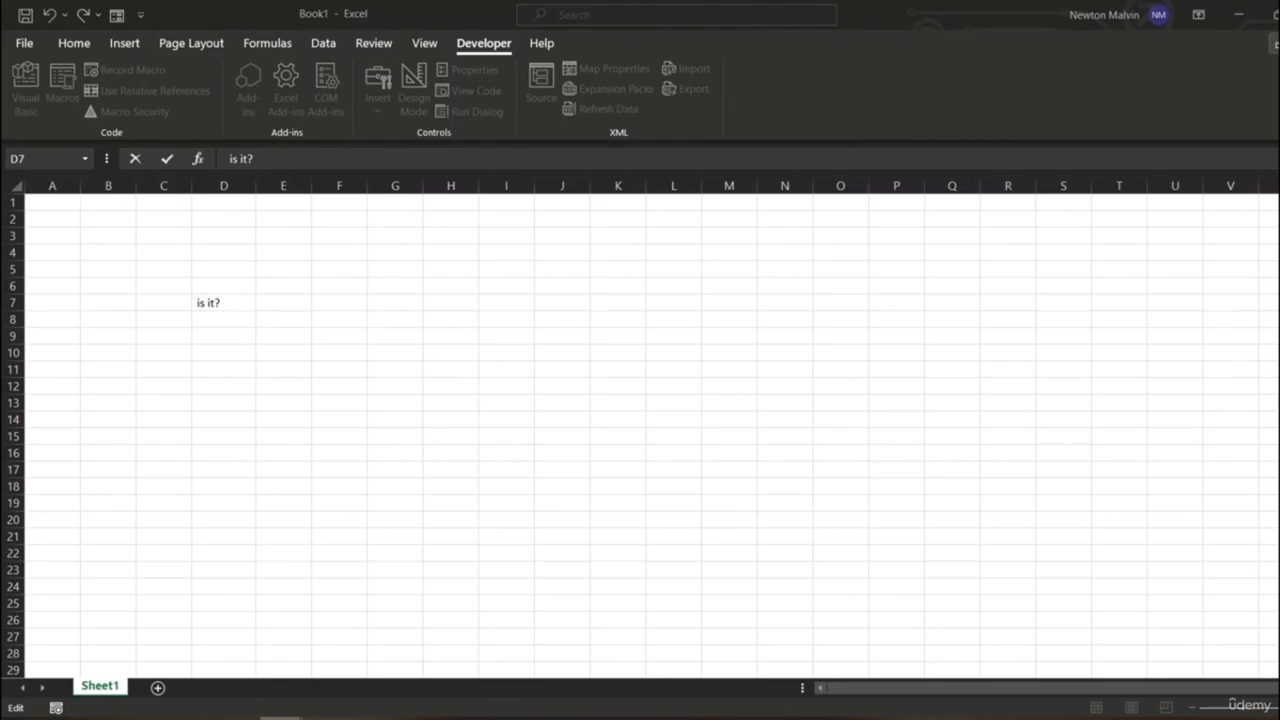 Book1 - Excel
Search
Newton Malvin NM
File Home Insert Page Layout Formulas Data Review View Developer Help
Visual Basic
Macros
Record Macro
Use Relative References
Macro Security
Code
Add-ins
Excel Add-ins
COM Add-ins
Add-ins
Insert
Design Mode
Properties
View Code
Run Dialog
Controls
Source
Map Properties
Expansion Packs
Refresh Data
Import
Export
XML
D7 fx is it?
A B C D E F G H I J K L M N O P Q R S T U V
1
2
3
4
5
6
7 is it?
8
9
10
11
12
13
14
15
16
17
18
19
20
21
22
23
24
25
26
27
28
29
Sheet1
Edit
udemy